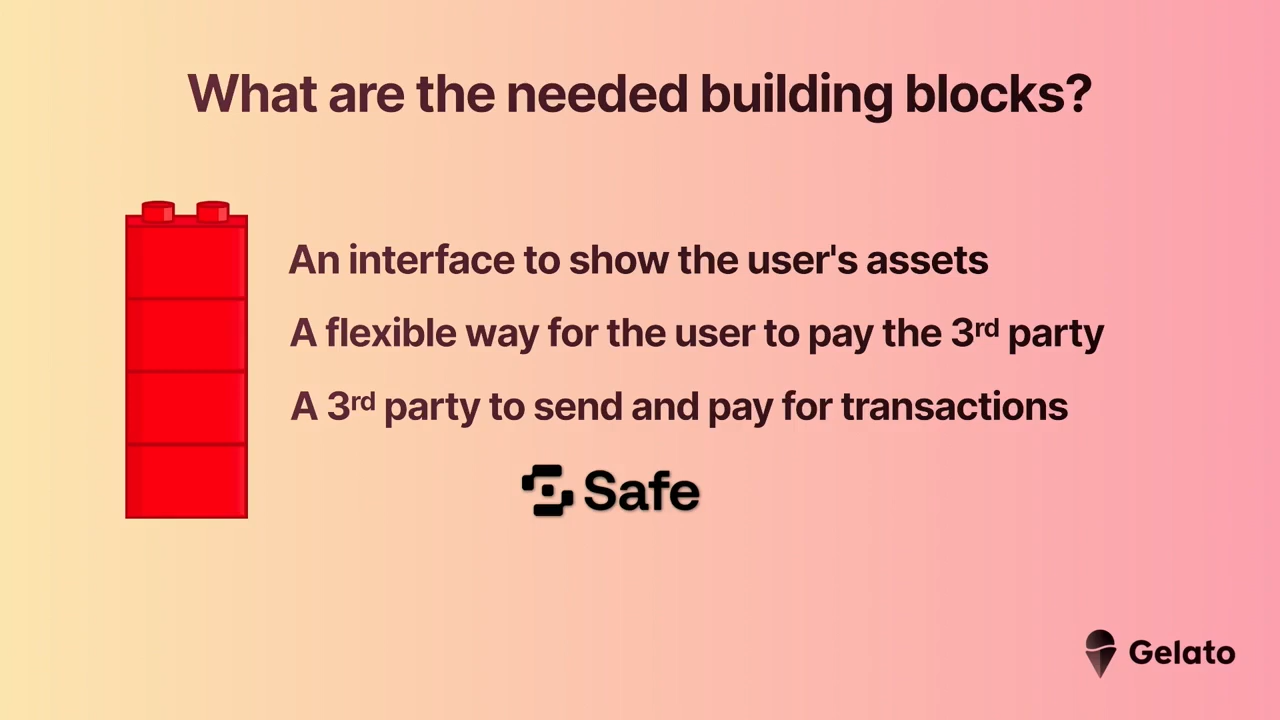 What are the needed building blocks?
An interface to show the user's assets
A flexible way for the user to pay the 3rd party
A 3rd party to send and pay for transactions
Safe
Gelato